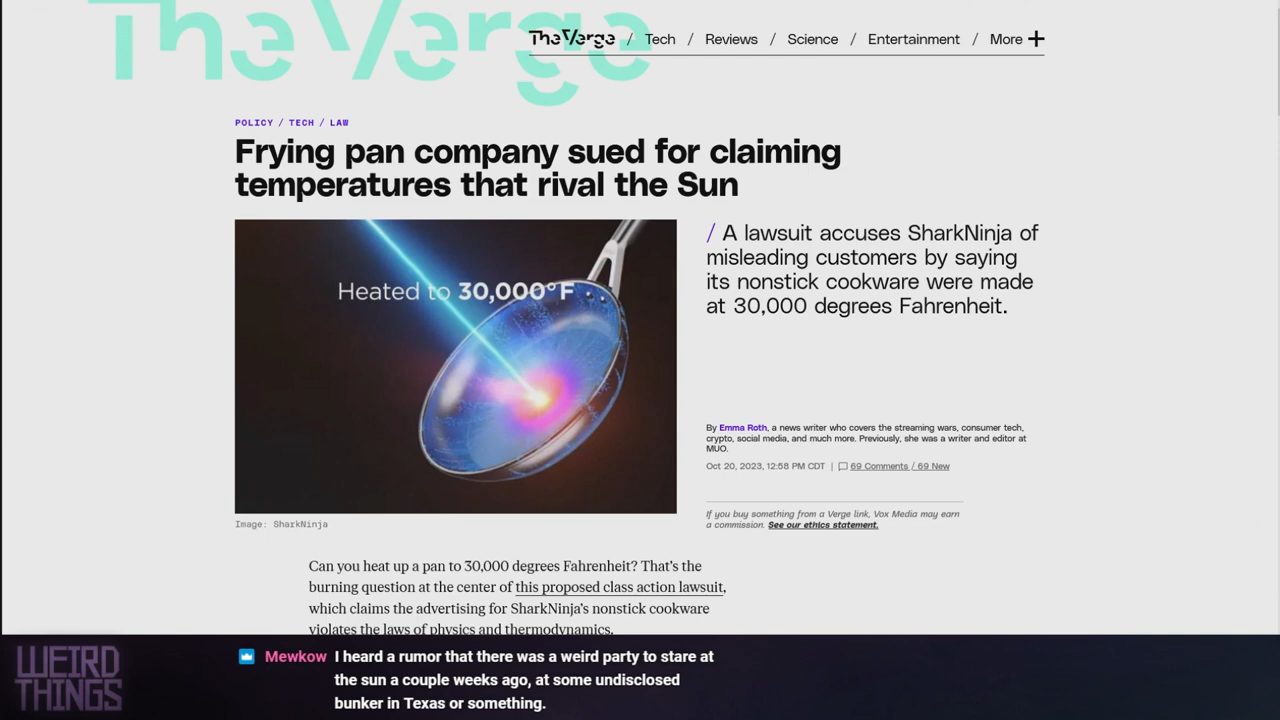 The Verge
The Verge / Tech / Reviews / Science / Entertainment / More +
POLICY / TECH / LAW
Frying pan company sued for claiming
temperatures that rival the Sun
Heated to 30,000°F
/ A lawsuit accuses SharkNinja of
misleading customers by saying
its nonstick cookware were made
at 30,000 degrees Fahrenheit.
By Emma Roth, a news writer who covers the streaming wars, consumer tech,
crypto, social media, and much more. Previously, she was a writer and editor at
MUO.
Oct 20, 2023, 12:58 PM CDT | 69 Comments / 69 New
If you buy something from a Verge link, Vox Media may earn
a commission. See our ethics statement.
Image: SharkNinja
Can you heat up a pan to 30,000 degrees Fahrenheit? That's the
burning question at the center of this proposed class action lawsuit,
which claims the advertising for SharkNinja's nonstick cookware
violates the laws of physics and thermodynamics.
WEIRD
THINGS
Mewkow I heard a rumor that there was a weird party to stare at
the sun a couple weeks ago, at some undisclosed
bunker in Texas or something.